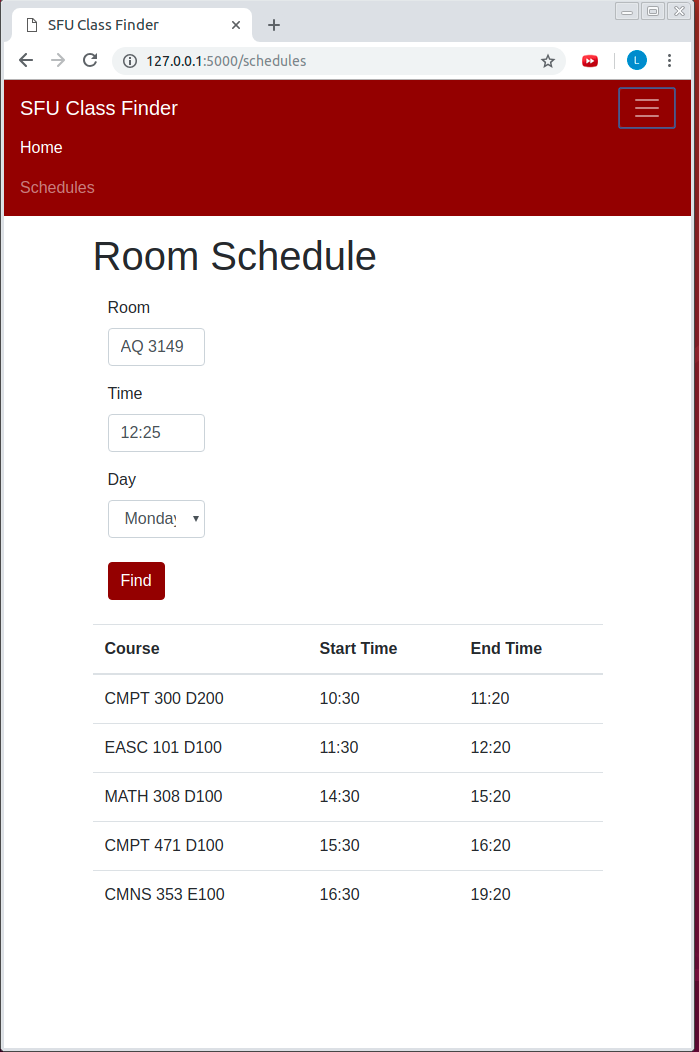 SFU Class Finder
127.0.0.1:5000/schedules
L
SFU Class Finder
Home
Schedules
Room Schedule
Room
AQ 3149
Time
12:25
Day
Monday
Find
Course Start Time End Time
CMPT 300 D200 10:30 11:20
EASC 101 D100 11:30 12:20
MATH 308 D100 14:30 15:20
CMPT 471 D100 15:30 16:20
CMNS 353 E100 16:30 19:20